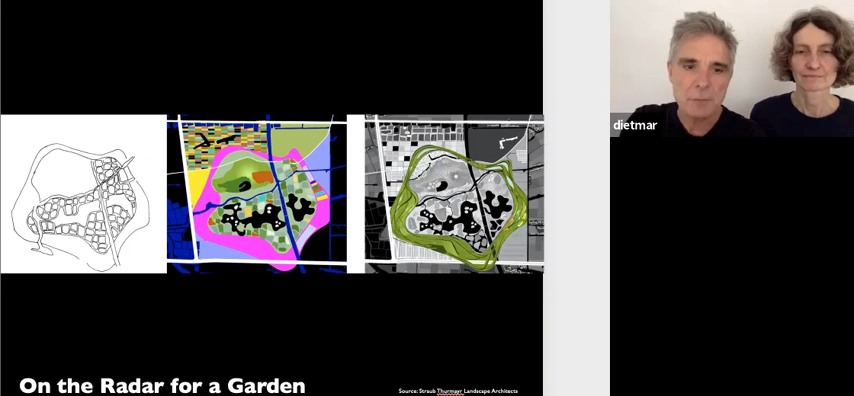 dietmar
On the Radar for a Garden
Source: Straub Thurmayr Landscape Architects